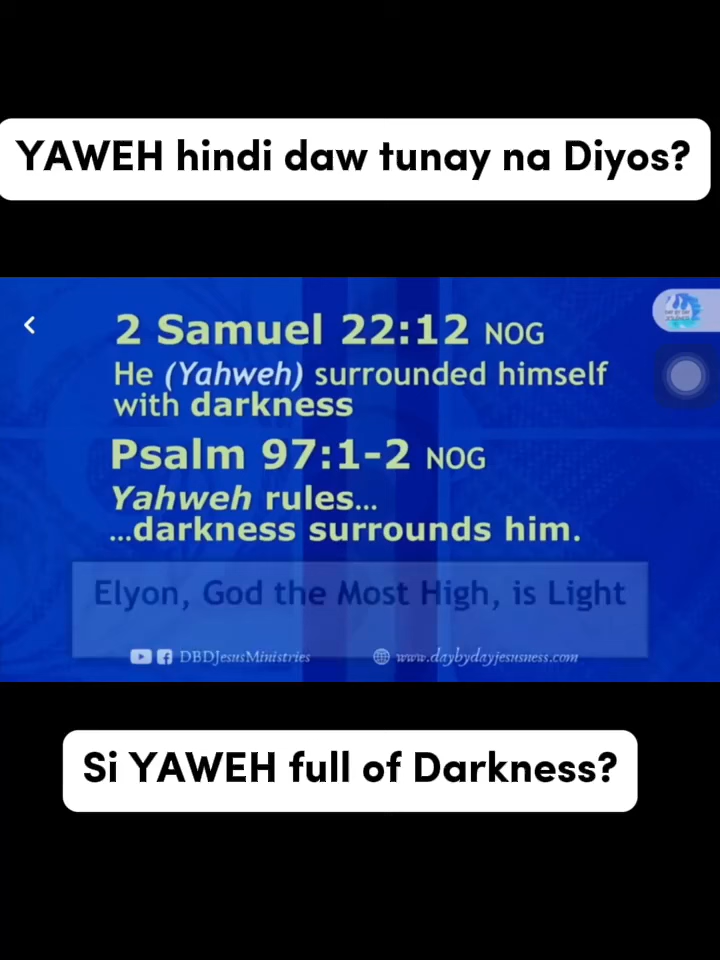 YAWEH hindi daw tunay na Diyos?
2 Samuel 22:12 NOG
He (Yahweh) surrounded himself
with darkness
Psalm 97:1-2 NOG
Yahweh rules...
...darkness surrounds him.
Elyon, God the Most High, is Light
DBDJesusMinistries
www.daybydayjesusness.com
Si YAWEH full of Darkness?